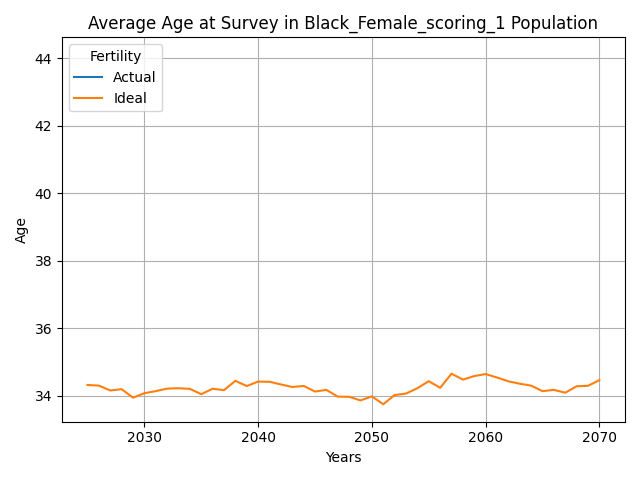 Average Age at Survey in Black_Female_scoring_1 Population
Fertility
Actual
Ideal
44
42
40
38
36
34
Age
2030 2040 2050 2060 2070
Years